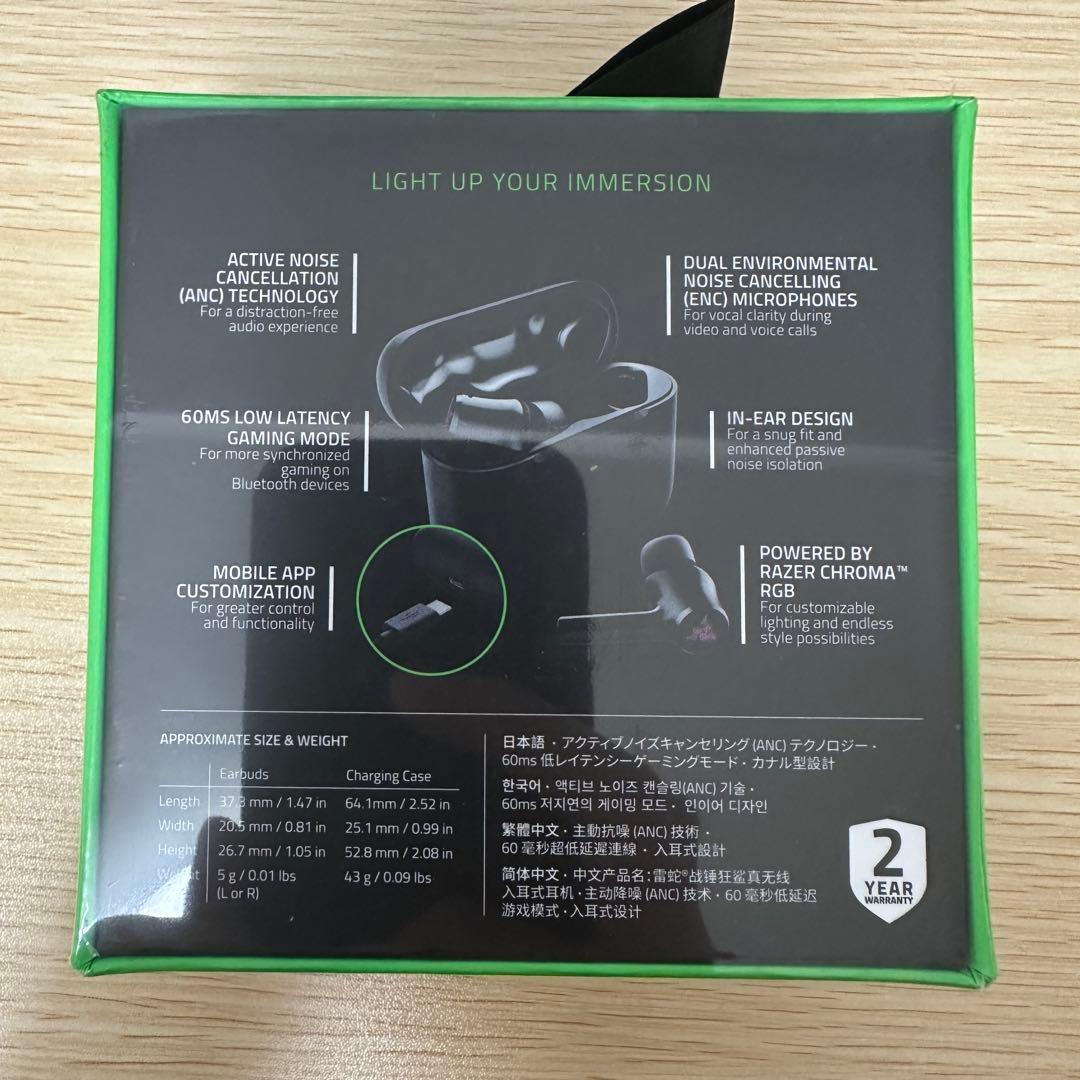 LIGHT UP YOUR IMMERSION
ACTIVE NOISE
CANCELLATION
(ANC) TECHNOLOGY
For a distraction-free
audio experience
DUAL ENVIRONMENTAL
NOISE CANCELLING
(ENC) MICROPHONES
For vocal clarity during
video and voice calls
60MS LOW LATENCY
GAMING MODE
For more synchronized
gaming on
Bluetooth devices
IN-EAR DESIGN
For a snug fit and
enhanced passive
noise isolation
MOBILE APP
CUSTOMIZATION
For greater control
and functionality
POWERED BY
RAZER CHROMA™
RGB
For customizable
lighting and endless
style possibilities
APPROXIMATE SIZE & WEIGHT
Earbuds Charging Case
Length 37.3 mm / 1.47 in 64.1mm / 2.52 in
Width 20.5 mm / 0.81 in 25.1 mm / 0.99 in
Height 26.7 mm / 1.05 in 52.8 mm / 2.08 in
Weight 5 g / 0.01 lbs 43 g / 0.09 lbs
(L or R)
日本語・アクティブノイズキャンセリング (ANC) テクノロジー・
60ms 低レイテンシーゲーミングモード・カナル型設計
한국어・액티브 노이즈 캔슬링(ANC) 기술・
60ms 저지연의 게이밍 모드・ 인이어 디자인
繁體中文・主動抗噪 (ANC) 技術・
60 毫秒超低延遲連線・入耳式設計
简体中文・中文产品名:雷蛇®战锤狂鲨真无线
入耳式耳机・主动降噪 (ANC) 技术・60 毫秒低延迟
游戏模式・入耳式设计
2
YEAR
WARRANTY